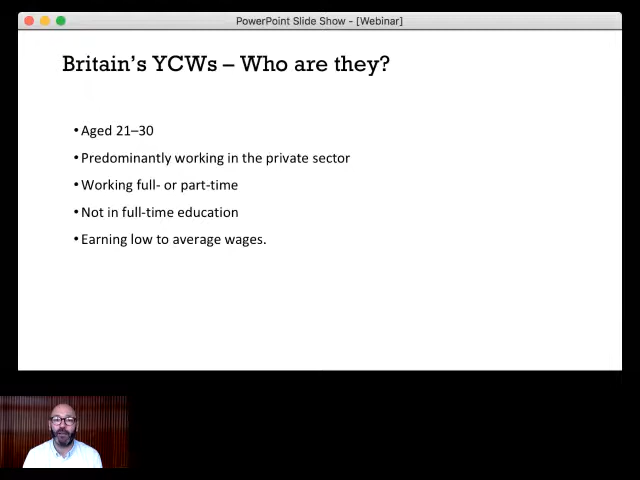 PowerPoint Slide Show - [Webinar]
Britain's YCWs – Who are they?
•Aged 21–30
•Predominantly working in the private sector
•Working full- or part-time
•Not in full-time education
•Earning low to average wages.